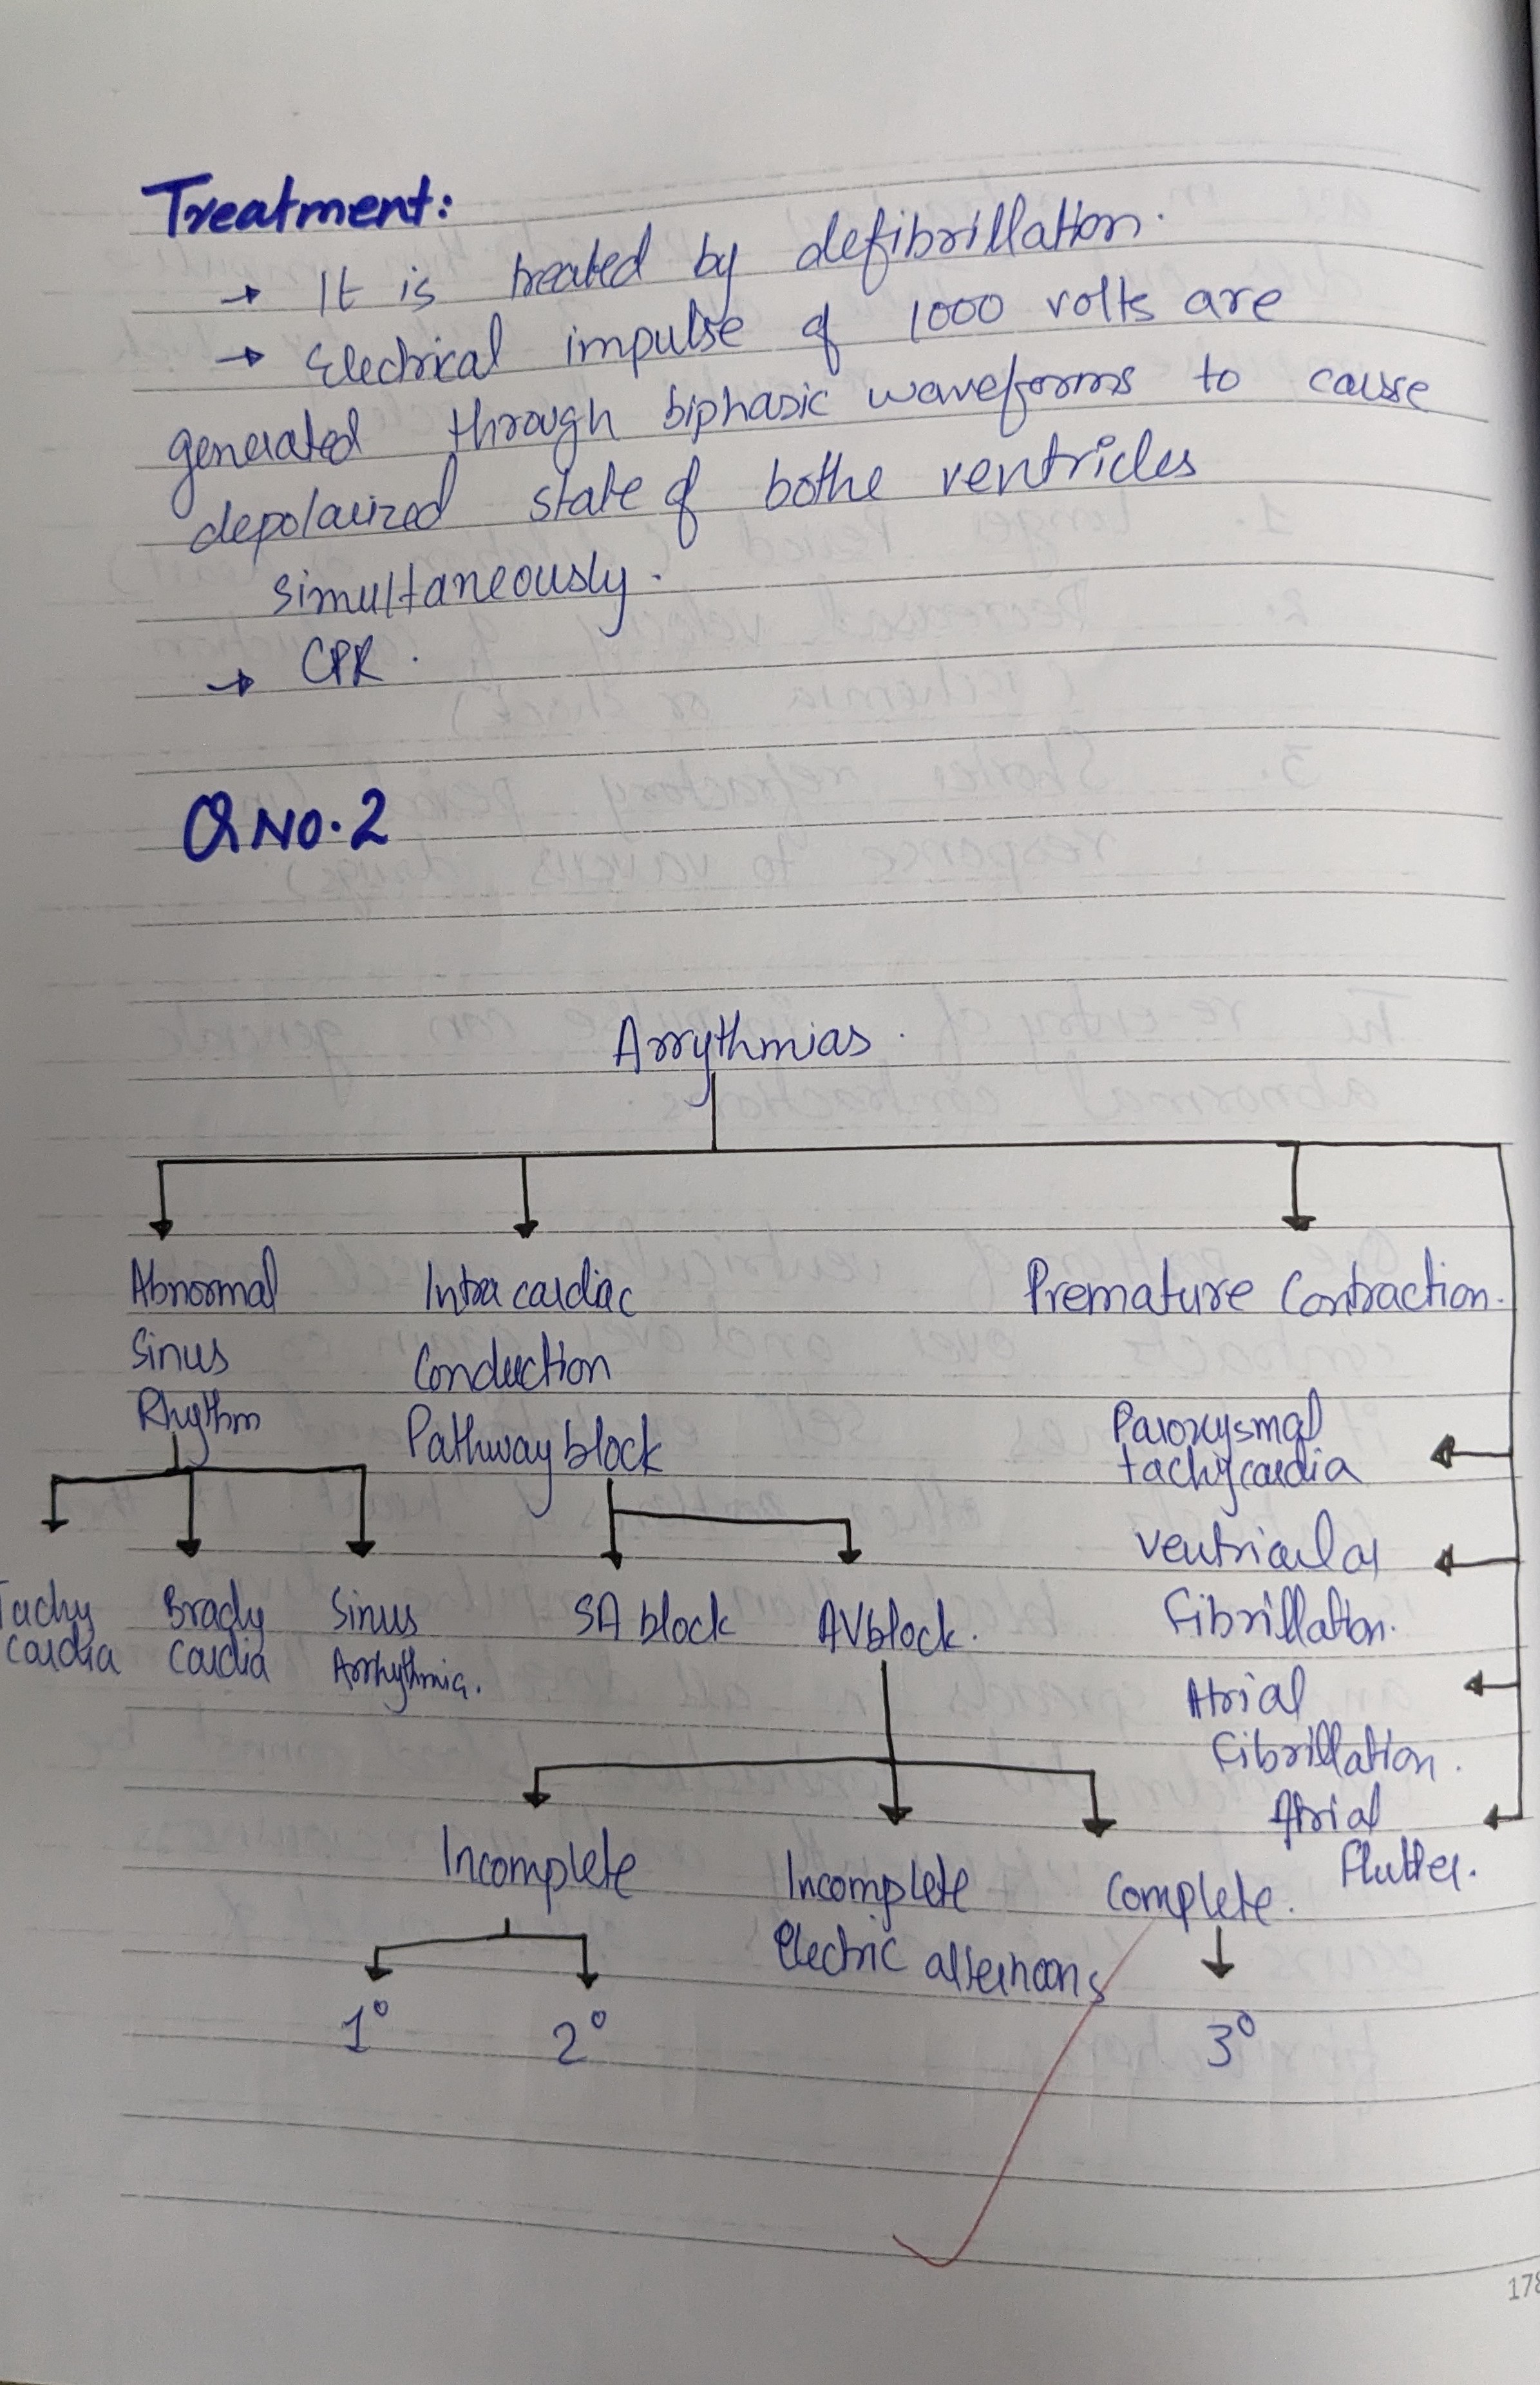 Treatment:
→ It is treated by defibrillation.
→ Electrical impulse of 1000 volts are
generated through biphasic waveforms to cause
depolarized state of bothe ventricles
simultaneously.
→ CPR.
Q NO.2
Arrythmias.
Abnormal
Sinus
Rhythm
Intra cardiac
Conduction
Pathway block
Premature Contraction.
Paroxysmal
tachycardia
Ventricular
Fibrillation.
Atrial
Fibrillation.
Atrial
Flutter.
Tachy
cardia
Brady
cardia
Sinus
Arrhythmia.
SA block
AV block.
Incomplete
Incomplete
Electric alternoons
Complete.
1°
2°
3°
178